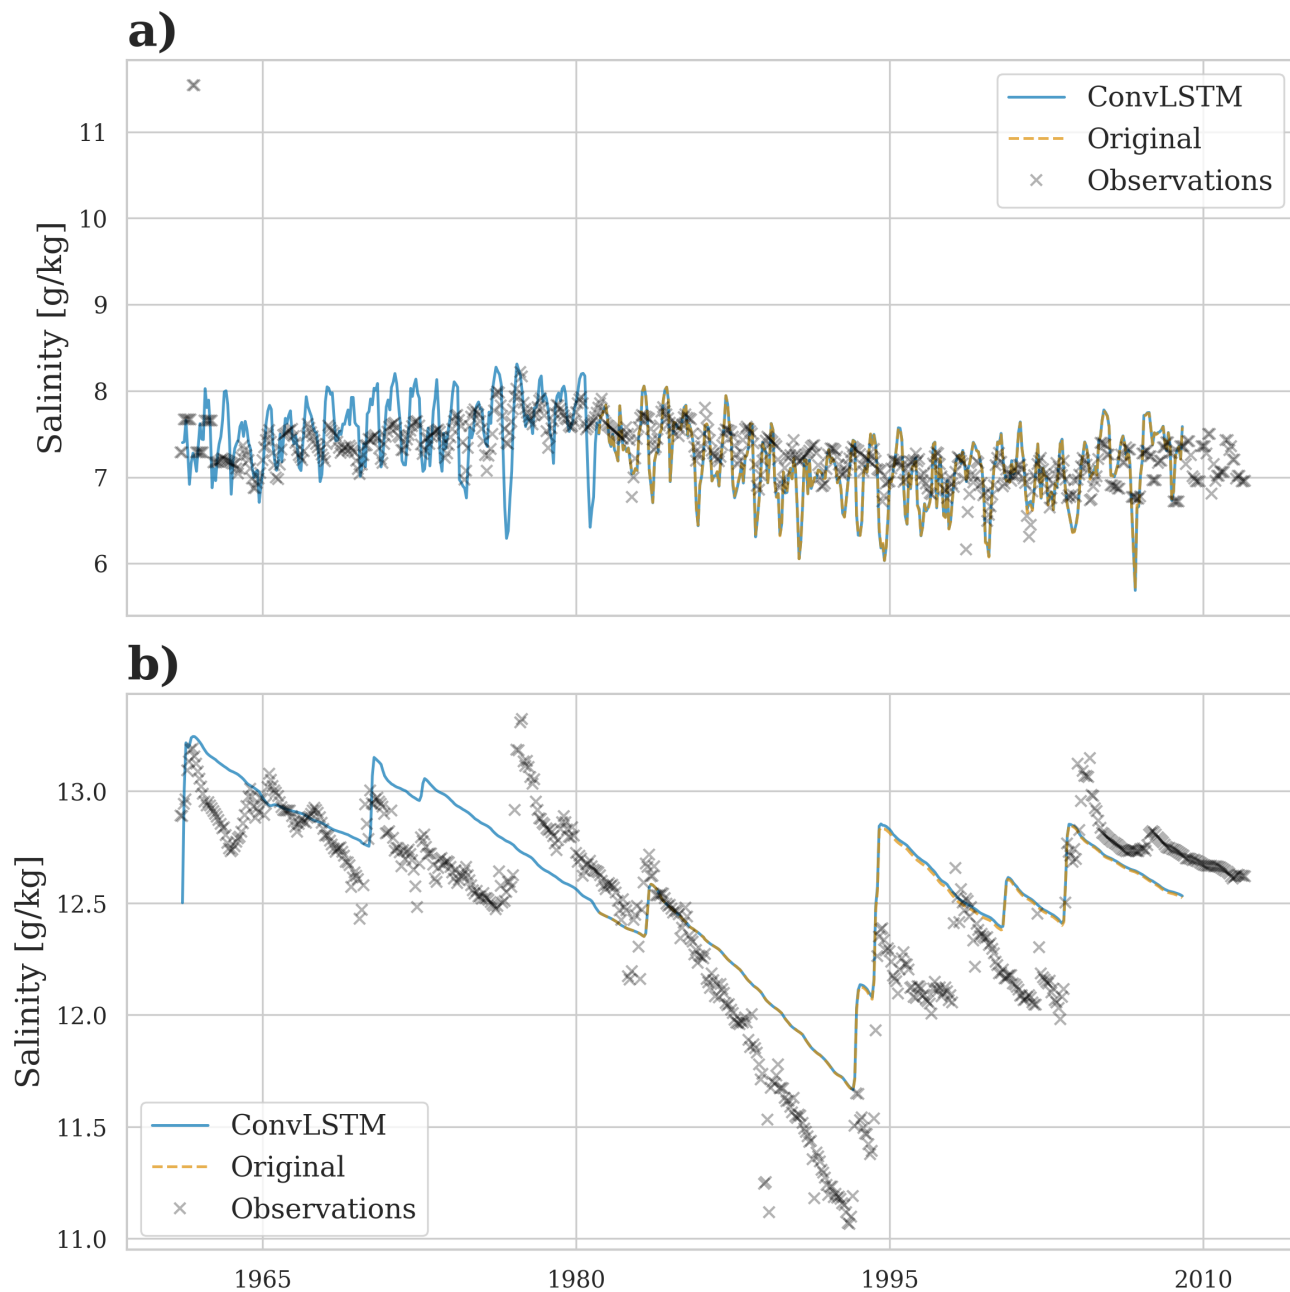 a)
11
10
9
8
7
6
Salinity [g/kg]
ConvLSTM
Original
Observations
b)
13.0
12.5
12.0
11.5
11.0
Salinity [g/kg]
ConvLSTM
Original
Observations
1965 1980 1995 2010